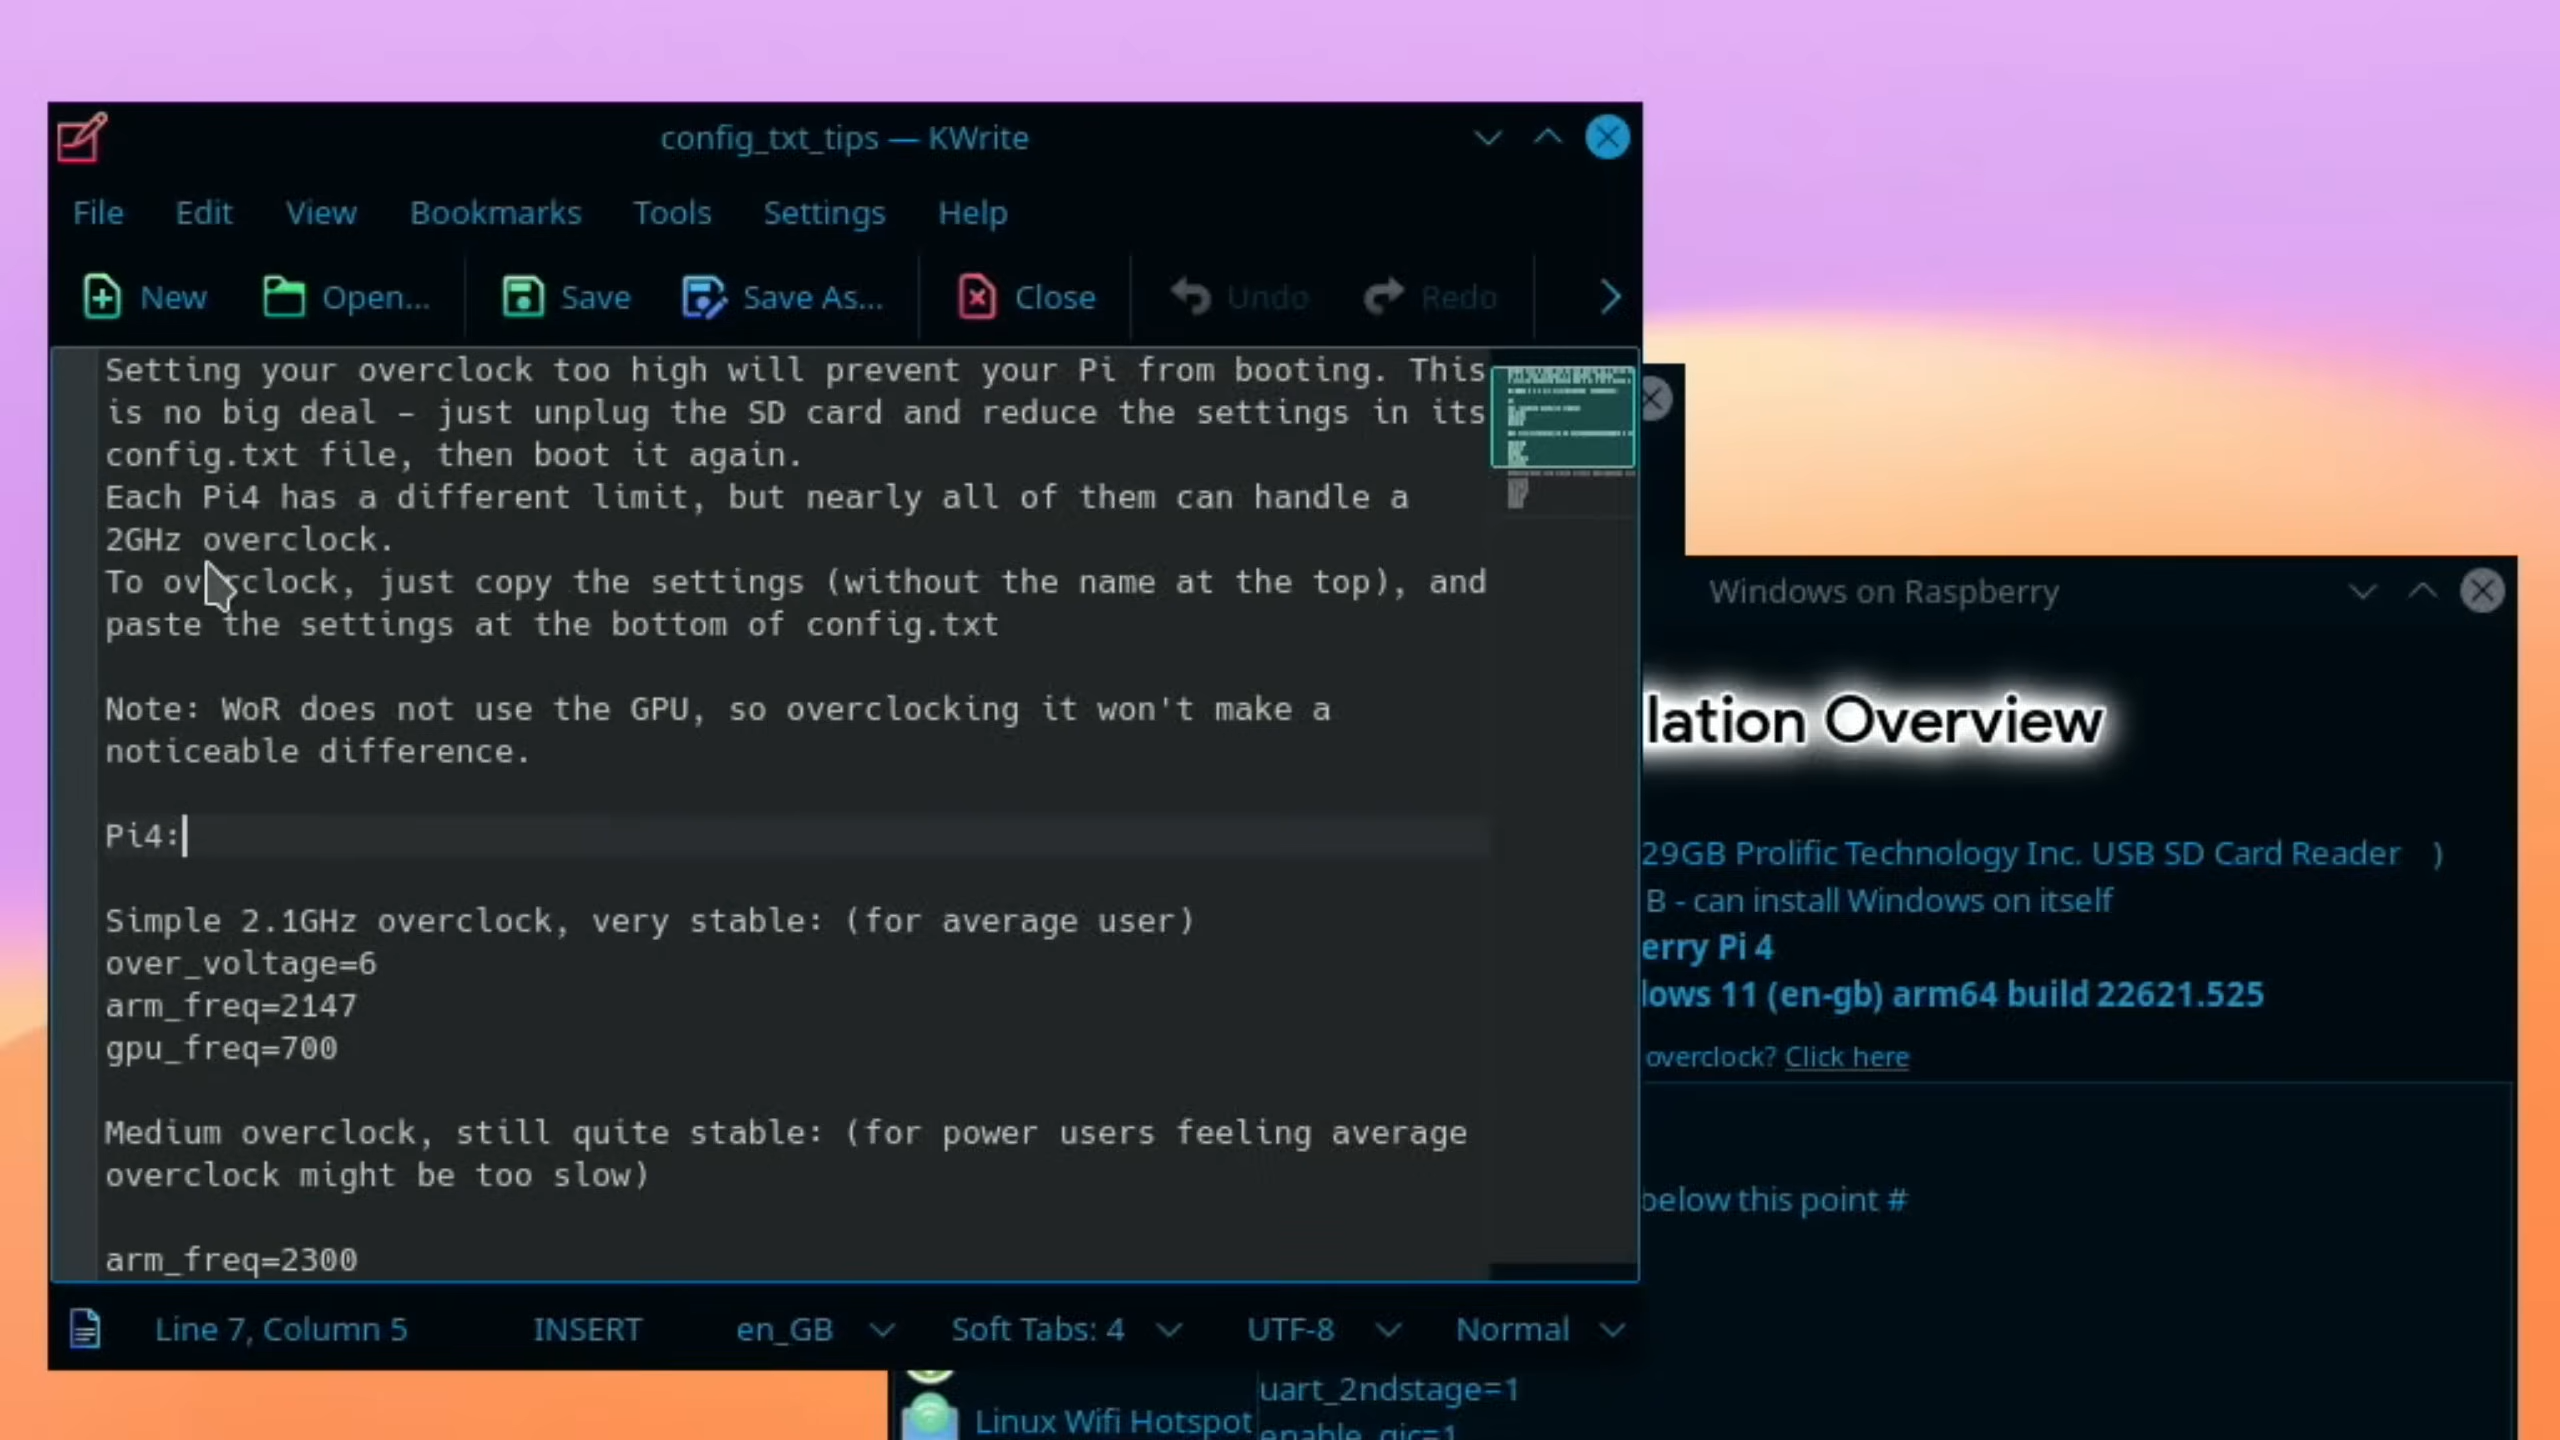 config_txt_tips — KWrite
File Edit View Bookmarks Tools Settings Help
New Open... Save Save As... Close Undo Redo
Setting your overclock too high will prevent your Pi from booting. This
is no big deal – just unplug the SD card and reduce the settings in its
config.txt file, then boot it again.
Each Pi4 has a different limit, but nearly all of them can handle a
2GHz overclock.
To overclock, just copy the settings (without the name at the top), and
paste the settings at the bottom of config.txt
Note: WoR does not use the GPU, so overclocking it won't make a
noticeable difference.
Pi4:
Simple 2.1GHz overclock, very stable: (for average user)
over_voltage=6
arm_freq=2147
gpu_freq=700
Medium overclock, still quite stable: (for power users feeling average
overclock might be too slow)
arm_freq=2300
Line 7, Column 5 INSERT en_GB Soft Tabs: 4 UTF-8 Normal
Windows on Raspberry
lation Overview
29GB Prolific Technology Inc. USB SD Card Reader )
B - can install Windows on itself
erry Pi 4
lows 11 (en-gb) arm64 build 22621.525
overclock? Click here
below this point #
uart_2ndstage=1
Linux Wifi Hotspot
enable_gic=1